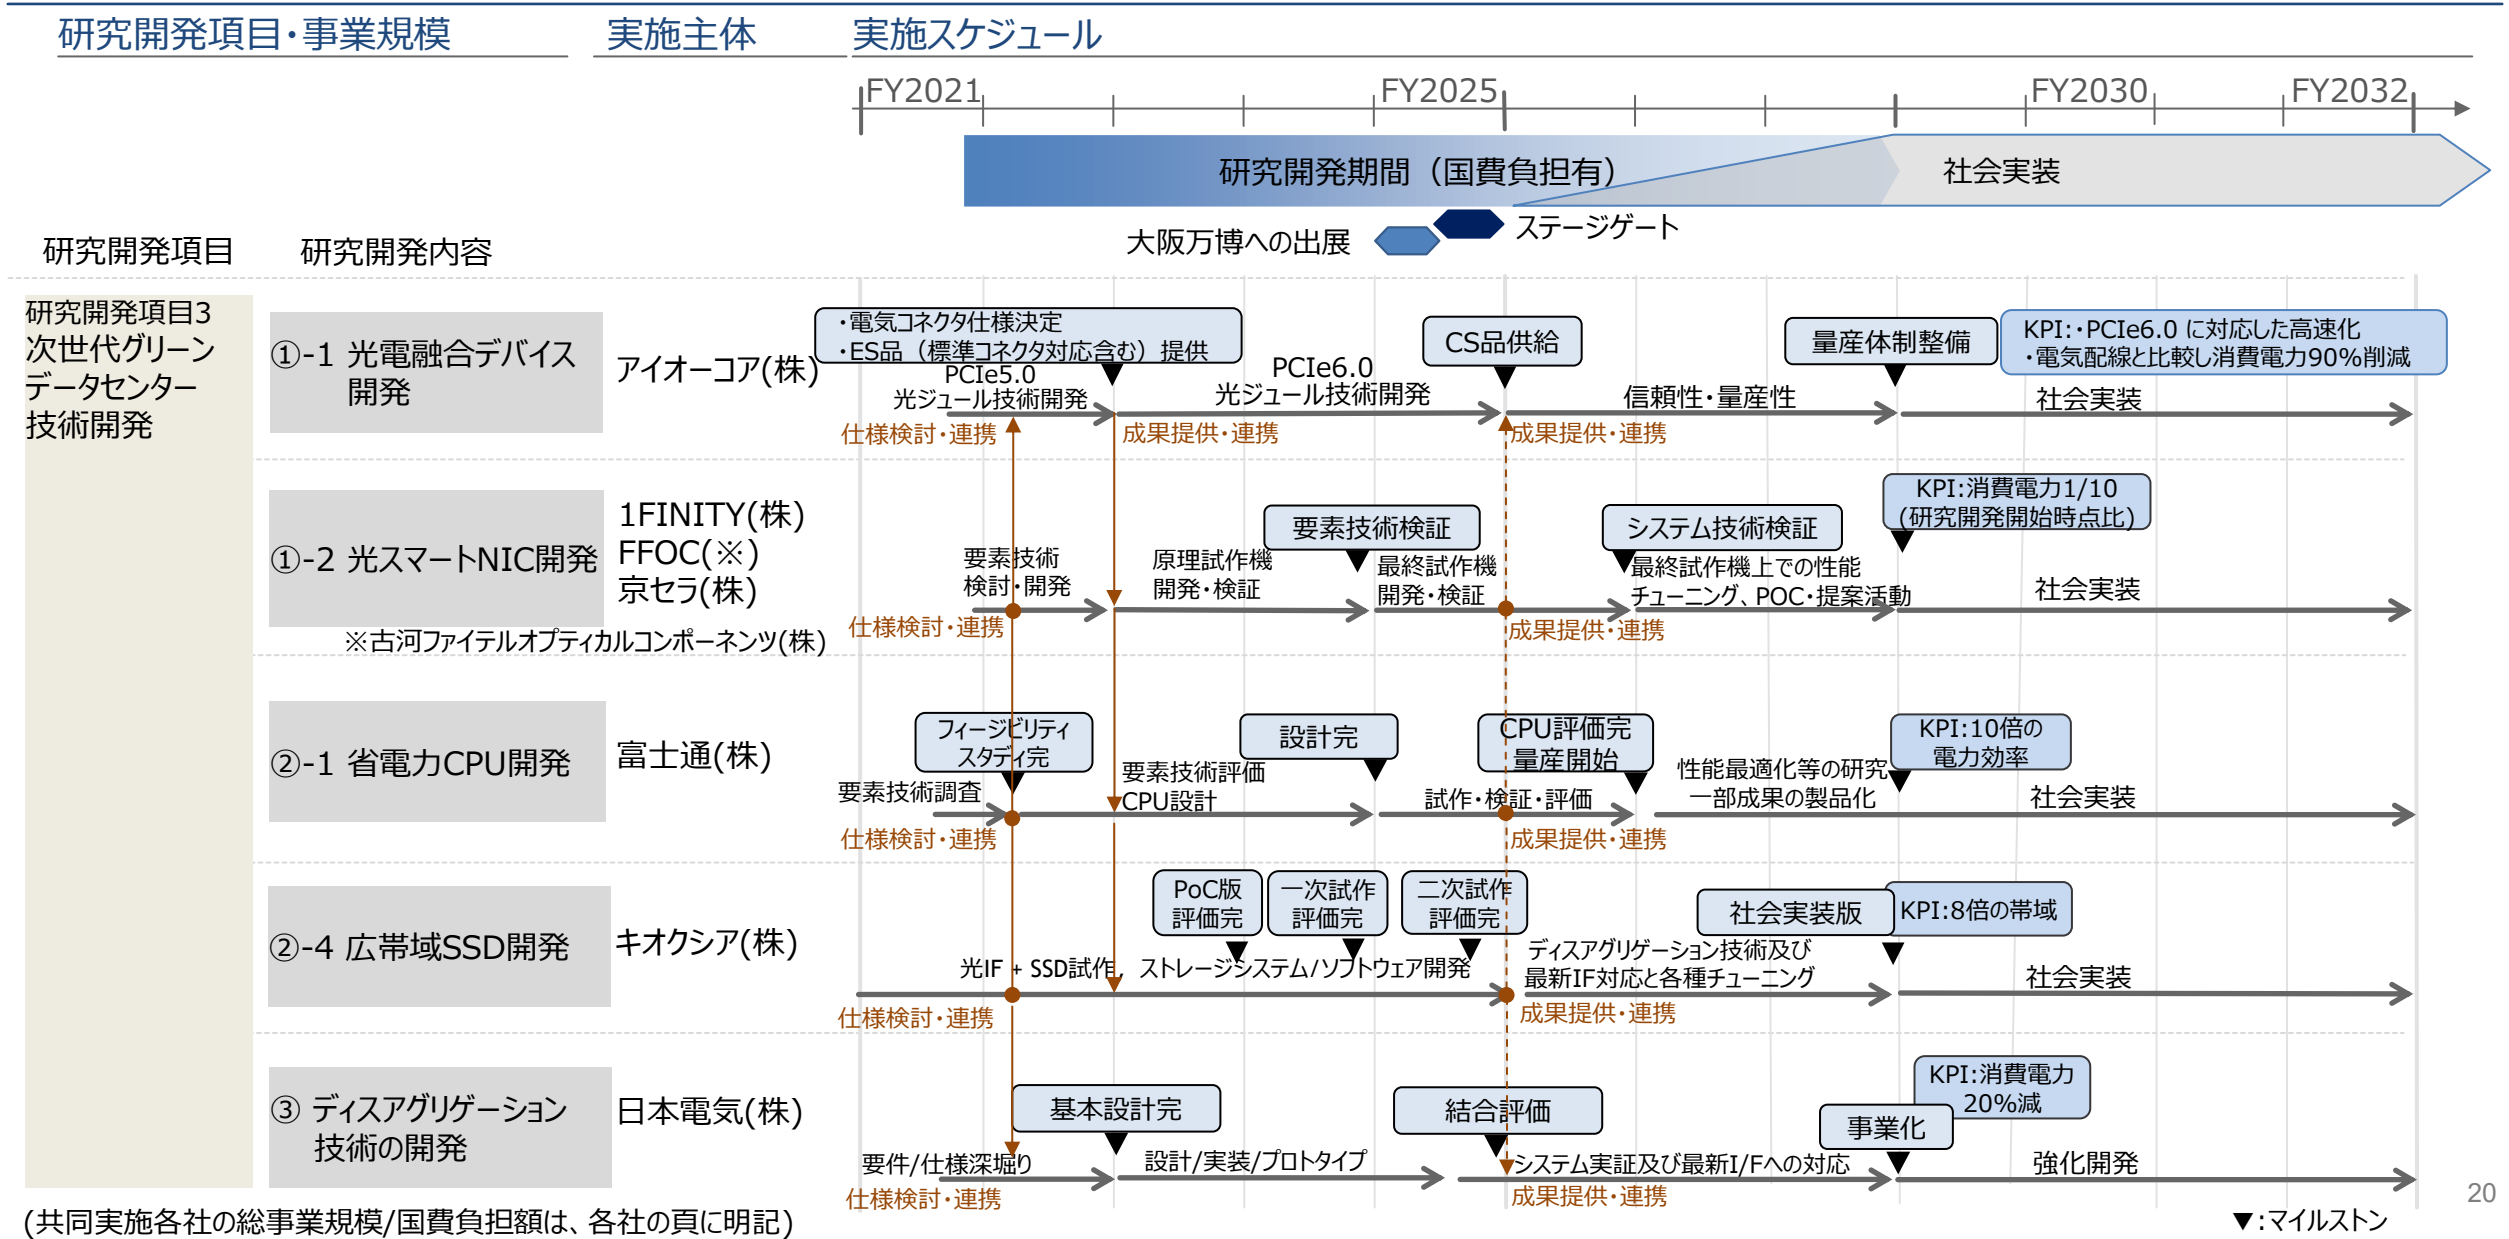 研究開発項目・事業規模
実施主体
実施スケジュール
FY2021
FY2025
FY2030
FY2032
研究開発期間（国費負担有）
社会実装
大阪万博への出展
ステージゲート
研究開発項目
研究開発内容
研究開発項目3
次世代グリーン
データセンター
技術開発
①-1 光電融合デバイス
開発
アイオーコア(株)
・電気コネクタ仕様決定
・ES品（標準コネクタ対応含む）提供
CS品供給
量産体制整備
KPI:・PCIe6.0 に対応した高速化
・電気配線と比較し消費電力90%削減
PCIe5.0
光ジュール技術開発
PCIe6.0
光ジュール技術開発
信頼性・量産性
社会実装
仕様検討・連携
成果提供・連携
成果提供・連携
①-2 光スマートNIC開発
1FINITY(株)
FFOC(※)
京セラ(株)
※古河ファイテルオプティカルコンポーネンツ(株)
要素技術検証
システム技術検証
KPI:消費電力1/10
(研究開発開始時点比)
要素技術
検討・開発
原理試作機
開発・検証
最終試作機
開発・検証
最終試作機上での性能
チューニング、POC・提案活動
社会実装
仕様検討・連携
成果提供・連携
②-1 省電力CPU開発
富士通(株)
フィージビリティ
スタディ完
設計完
CPU評価完
量産開始
KPI:10倍の
電力効率
要素技術調査
要素技術評価
CPU設計
試作・検証・評価
性能最適化等の研究
一部成果の製品化
社会実装
仕様検討・連携
成果提供・連携
②-4 広帯域SSD開発
キオクシア(株)
PoC版
評価完
一次試作
評価完
二次試作
評価完
社会実装版
KPI:8倍の帯域
光IF + SSD試作，ストレージシステム/ソフトウェア開発
ディスアグリゲーション技術及び
最新IF対応と各種チューニング
社会実装
仕様検討・連携
成果提供・連携
③ ディスアグリゲーション
技術の開発
日本電気(株)
基本設計完
結合評価
事業化
KPI:消費電力
20%減
要件/仕様深堀り
設計/実装/プロトタイプ
システム実証及び最新I/Fへの対応
強化開発
仕様検討・連携
成果提供・連携
(共同実施各社の総事業規模/国費負担額は、各社の頁に明記)
▼:マイルストン
20